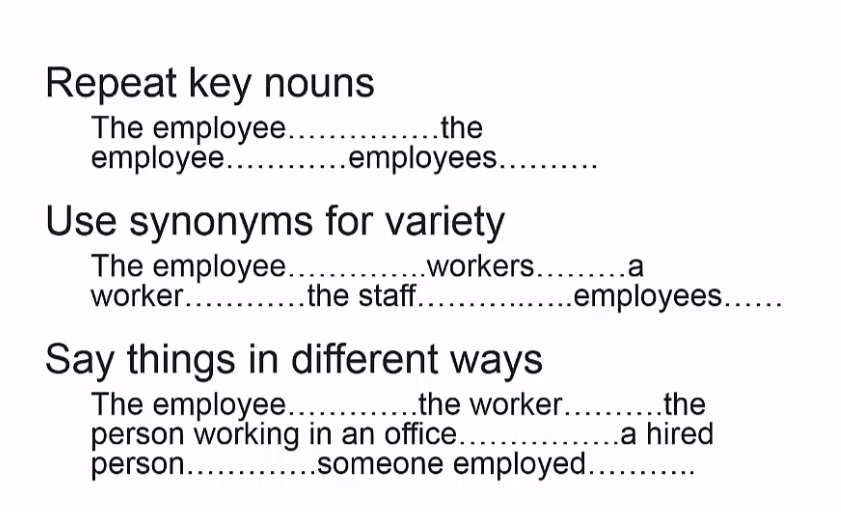 Repeat key nouns
The employee……………the
employee…………employees……….
Use synonyms for variety
The employee…………..workers………a
worker…………the staff………..…..employees……
Say things in different ways
The employee………….the worker……….the
person working in an office…………….a hired
person………….someone employed………..